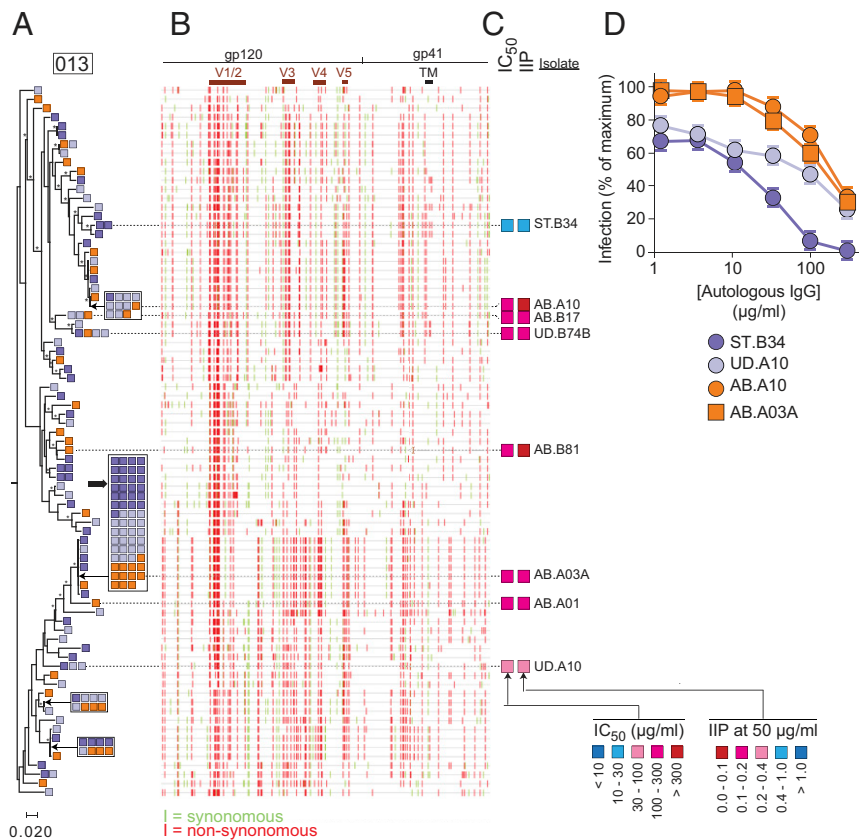 A
B
C
D
013
gp120
gp41
V1/2
V3
V4
V5
TM
IC50
IIP
Isolate
ST.B34
AB.A10
AB.B17
UD.B74B
AB.B81
AB.A03A
AB.A01
UD.A10
Infection (% of maximum)
100
80
60
40
20
0
1
10
100
[Autologous IgG]
(µg/ml)
ST.B34
UD.A10
AB.A10
AB.A03A
IC50 (µg/ml)
< 10
10 - 30
30 - 100
100 - 300
> 300
IIP at 50 µg/ml
0.0 - 0.1
0.1 - 0.2
0.2 - 0.4
0.4 - 1.0
> 1.0
0.020
I = synonomous
I = non-synonomous